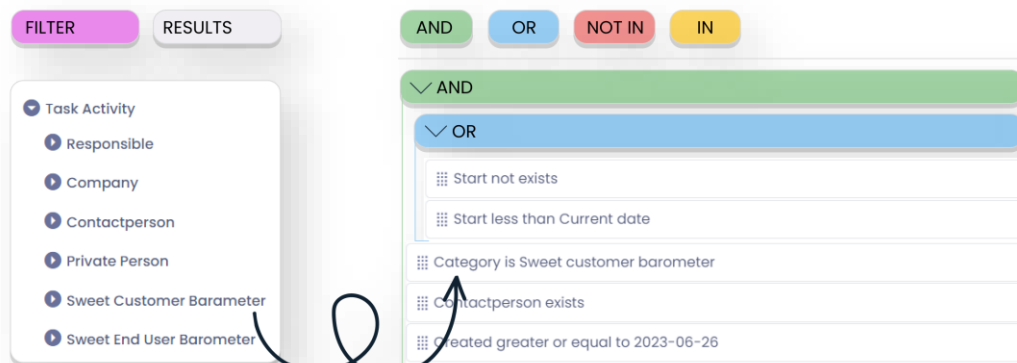 FILTER
RESULTS
Task Activity
Responsible
Company
Contactperson
Private Person
Sweet Customer Barameter
Sweet End User Barometer
AND
OR
NOT IN
IN
AND
OR
Start not exists
Start less than Current date
Category is Sweet customer barometer
Contactperson exists
Created greater or equal to 2023-06-26